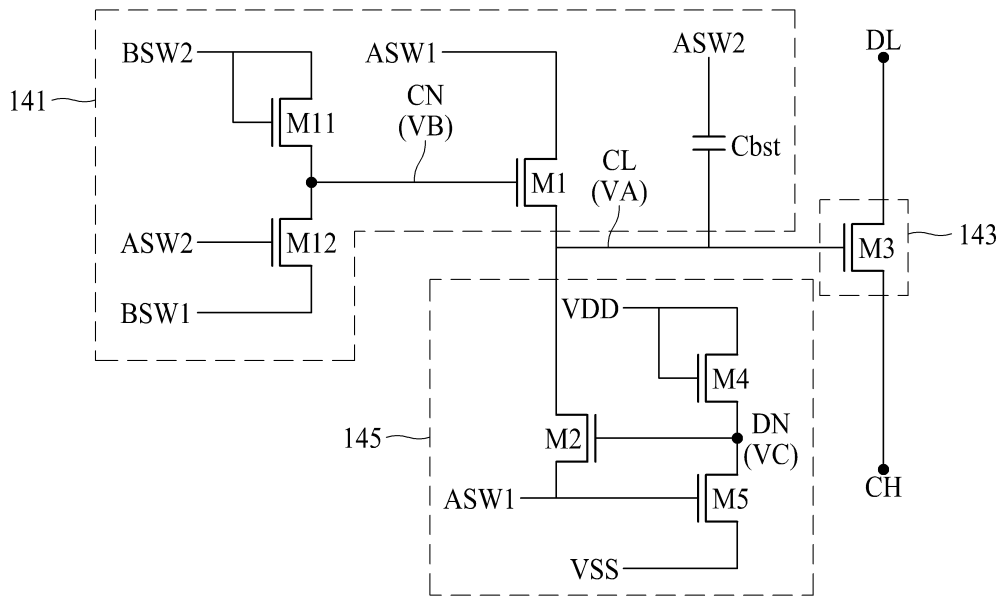 BSW2
ASW1
ASW2
DL
141
CN
(VB)
M11
Cbst
M1
CL
(VA)
ASW2
M12
M3
143
BSW1
VDD
M4
145
M2
DN
(VC)
ASW1
M5
CH
VSS